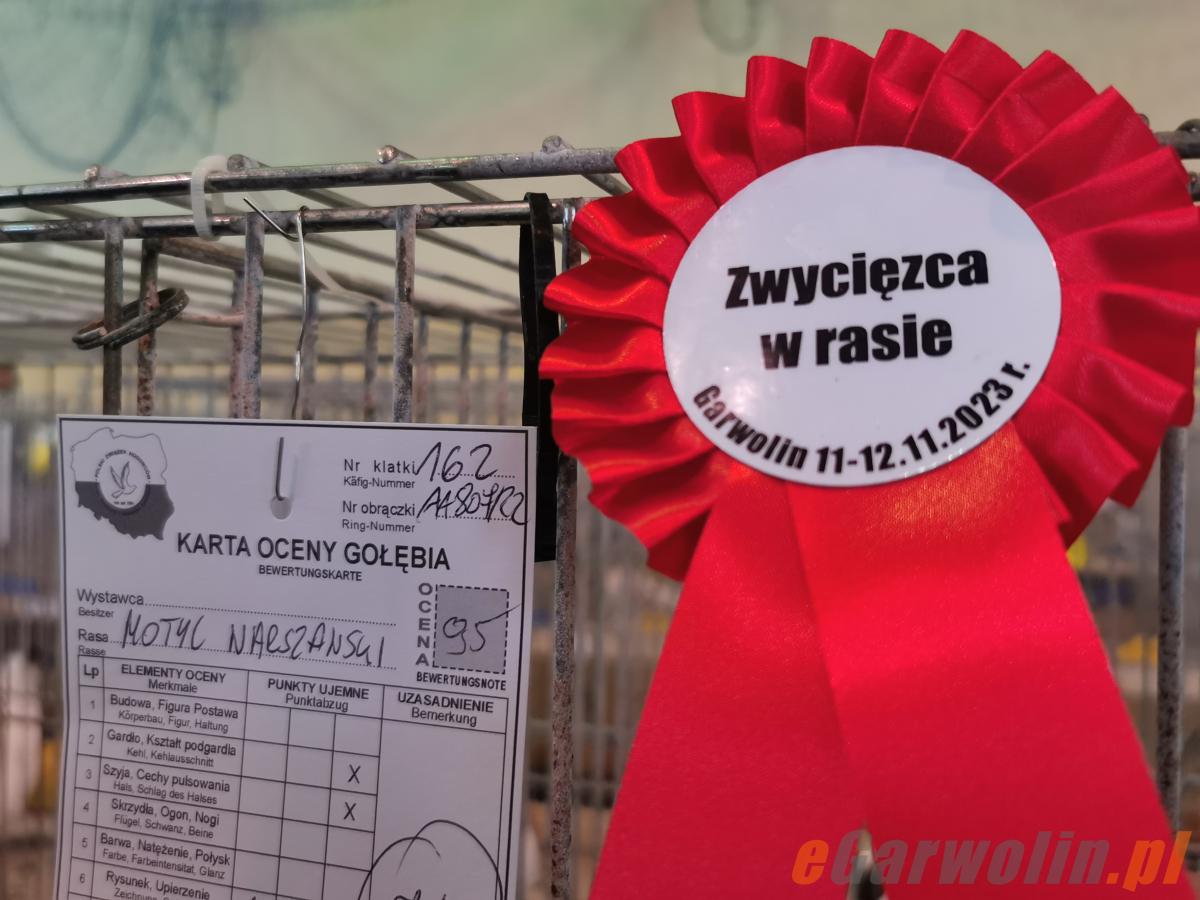 Zwycięzca
w rasie
Garwolin 11-12.11.2023 r.
Nr klatki 162
Käfig-Nummer
Nr obrączki
Ring-Nummer
KARTA OCENY GOŁĘBIA
BEWERTUNGSKARTE
Wystawca
Besitzer
Rasa MOTYL WARSZAWSKI
Rasse
OCENA
95
BEWERTUNGSNOTE
Lp ELEMENTY OCENY PUNKTY UJEMNE UZASADNIENIE
Merkmale Punktabzug Bemerkung
1 Budowa, Figura Postawa
Körperbau, Figur, Haltung
2 Gardło, Kształt podgardla
Kehl, Kehlausschnitt
3 Szyja, Cechy pulsowania X
Hals, Schlag des Halses
4 Skrzydła, Ogon, Nogi X
Flügel, Schwanz, Beine
5 Barwa, Natężenie, Połysk
Farbe, Farbeintensitat, Glanz
6 Rysunek, Upierzenie
eGarwolin.pl